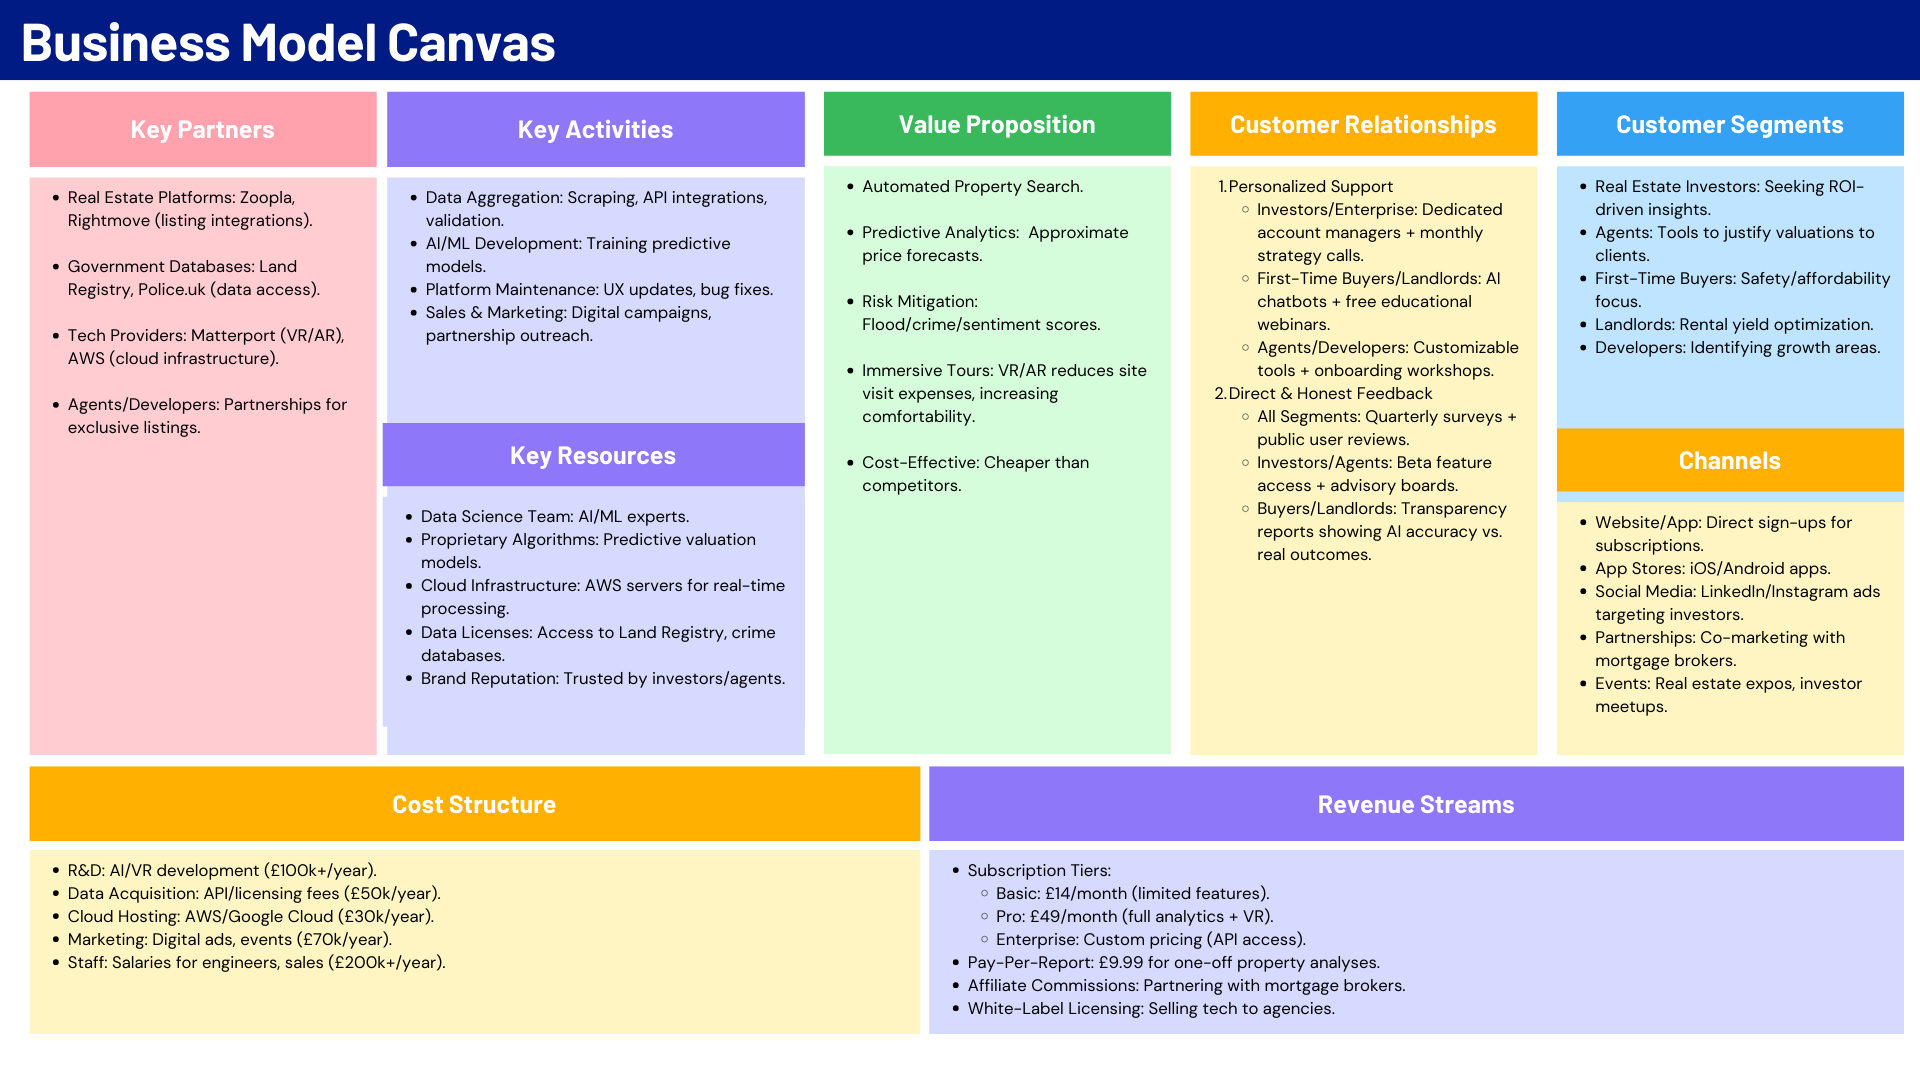 Business Model Canvas
Key Partners
• Real Estate Platforms: Zoopla,
Rightmove (listing integrations).
• Government Databases: Land
Registry, Police.uk (data access).
• Tech Providers: Matterport (VR/AR),
AWS (cloud infrastructure).
• Agents/Developers: Partnerships for
exclusive listings.
Key Activities
• Data Aggregation: Scraping, API integrations,
validation.
• AI/ML Development: Training predictive
models.
• Platform Maintenance: UX updates, bug fixes.
• Sales & Marketing: Digital campaigns,
partnership outreach.
Key Resources
• Data Science Team: AI/ML experts.
• Proprietary Algorithms: Predictive valuation
models.
• Cloud Infrastructure: AWS servers for real-time
processing.
• Data Licenses: Access to Land Registry, crime
databases.
• Brand Reputation: Trusted by investors/agents.
Value Proposition
• Automated Property Search.
• Predictive Analytics:  Approximate
price forecasts.
• Risk Mitigation:
Flood/crime/sentiment scores.
• Immersive Tours: VR/AR reduces site
visit expenses, increasing
comfortability.
• Cost-Effective: Cheaper than
competitors.
Customer Relationships
1. Personalized Support
◦ Investors/Enterprise: Dedicated
account managers + monthly
strategy calls.
◦ First-Time Buyers/Landlords: AI
chatbots + free educational
webinars.
◦ Agents/Developers: Customizable
tools + onboarding workshops.
2. Direct & Honest Feedback
◦ All Segments: Quarterly surveys +
public user reviews.
◦ Investors/Agents: Beta feature
access + advisory boards.
◦ Buyers/Landlords: Transparency
reports showing AI accuracy vs.
real outcomes.
Customer Segments
• Real Estate Investors: Seeking ROI-
driven insights.
• Agents: Tools to justify valuations to
clients.
• First-Time Buyers: Safety/affordability
focus.
• Landlords: Rental yield optimization.
• Developers: Identifying growth areas.
Channels
• Website/App: Direct sign-ups for
subscriptions.
• App Stores: iOS/Android apps.
• Social Media: LinkedIn/Instagram ads
targeting investors.
• Partnerships: Co-marketing with
mortgage brokers.
• Events: Real estate expos, investor
meetups.
Cost Structure
• R&D: AI/VR development (£100k+/year).
• Data Acquisition: API/licensing fees (£50k/year).
• Cloud Hosting: AWS/Google Cloud (£30k/year).
• Marketing: Digital ads, events (£70k/year).
• Staff: Salaries for engineers, sales (£200k+/year).
Revenue Streams
• Subscription Tiers:
◦ Basic: £14/month (limited features).
◦ Pro: £49/month (full analytics + VR).
◦ Enterprise: Custom pricing (API access).
• Pay-Per-Report: £9.99 for one-off property analyses.
• Affiliate Commissions: Partnering with mortgage brokers.
• White-Label Licensing: Selling tech to agencies.